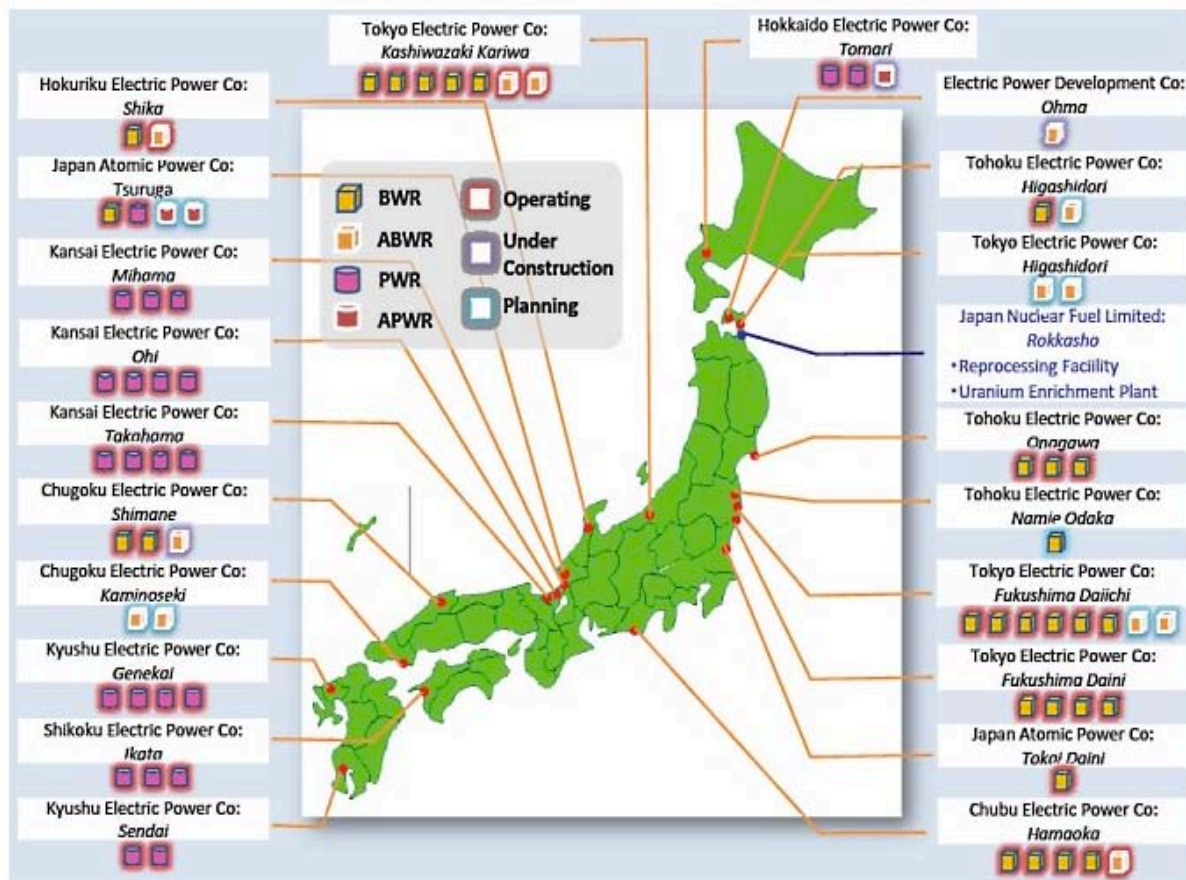 Tokyo Electric Power Co:
Kashiwazaki Kariwa
Hokkaido Electric Power Co:
Tomari
Hokuriku Electric Power Co:
Shika
Japan Atomic Power Co:
Tsuruga
Kansai Electric Power Co:
Mihama
Kansai Electric Power Co:
Ohi
Kansai Electric Power Co:
Takahama
Chugoku Electric Power Co:
Shimane
Chugoku Electric Power Co:
Kaminoseki
Kyushu Electric Power Co:
Genekai
Shikoku Electric Power Co:
Ikata
Kyushu Electric Power Co:
Sendai
BWR
ABWR
PWR
APWR
Operating
Under
Construction
Planning
Electric Power Development Co:
Ohma
Tohoku Electric Power Co:
Higashidori
Tokyo Electric Power Co:
Higashidori
Japan Nuclear Fuel Limited:
Rokkasho
•Reprocessing Faciility
•Uranium Enrichment Plant
Tohoku Electric Power Co:
Onagawa
Tohoku Electric Power Co:
Namie Odaka
Tokyo Electric Power Co:
Fukushima Daiichi
Tokyo Electric Power Co:
Fukushima Daini
Japan Atomic Power Co:
Tokai Daini
Chubu Electric Power Co:
Hamaoka